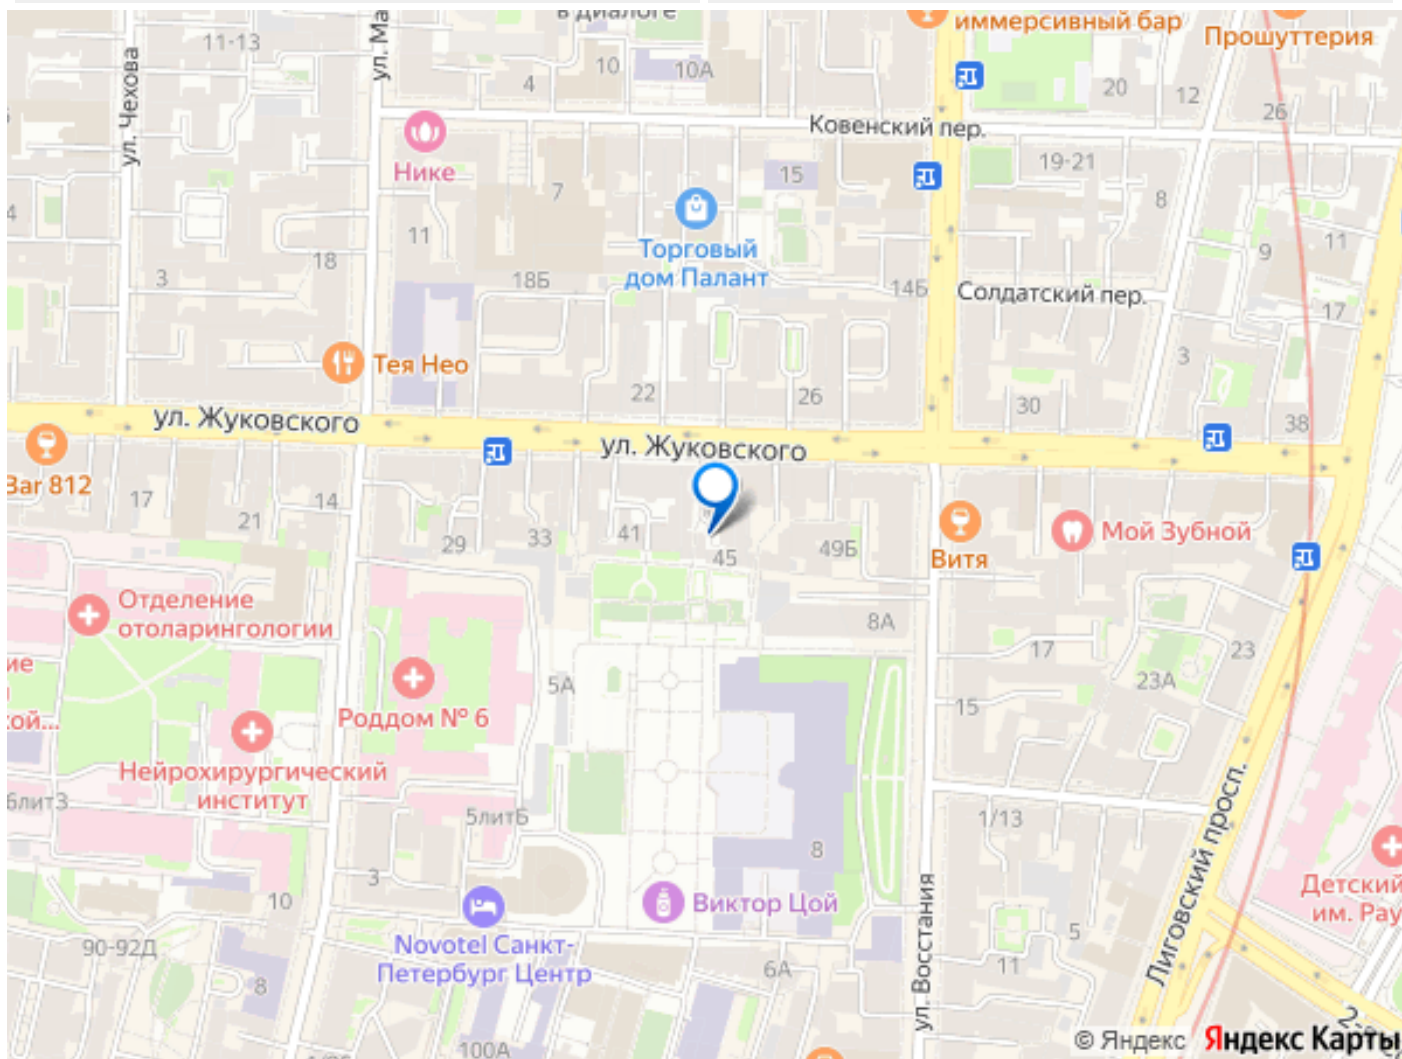 в диалоге
иммерсивный бар
Прошуттерия
11-13
ул. Чехова
ул. Ма
4
10
10А
20
12
26
Ковенский пер.
Нике
7
15
19-21
8
4
11
Торговый
дом Палант
9
11
3
18
18Б
14Б
Солдатский пер.
17
Тея Нео
3
22
26
30
38
ул. Жуковского
ул. Жуковского
Bar 812
17
21
14
29
33
41
45
49Б
Витя
Мой Зубной
Отделение
отоларингологии
8А
17
23
23А
ие
кой...
5А
Роддом № 6
15
Нейрохирургический
институт
5литБ
1/13
8
3
10
Виктор Цой
Лиговский просп.
Детский
им. Рау
90-92Д
Novotel Санкт-
Петербург Центр
6А
ул. Восстания
5
11
8
100А
© Яндекс Яндекс Карты